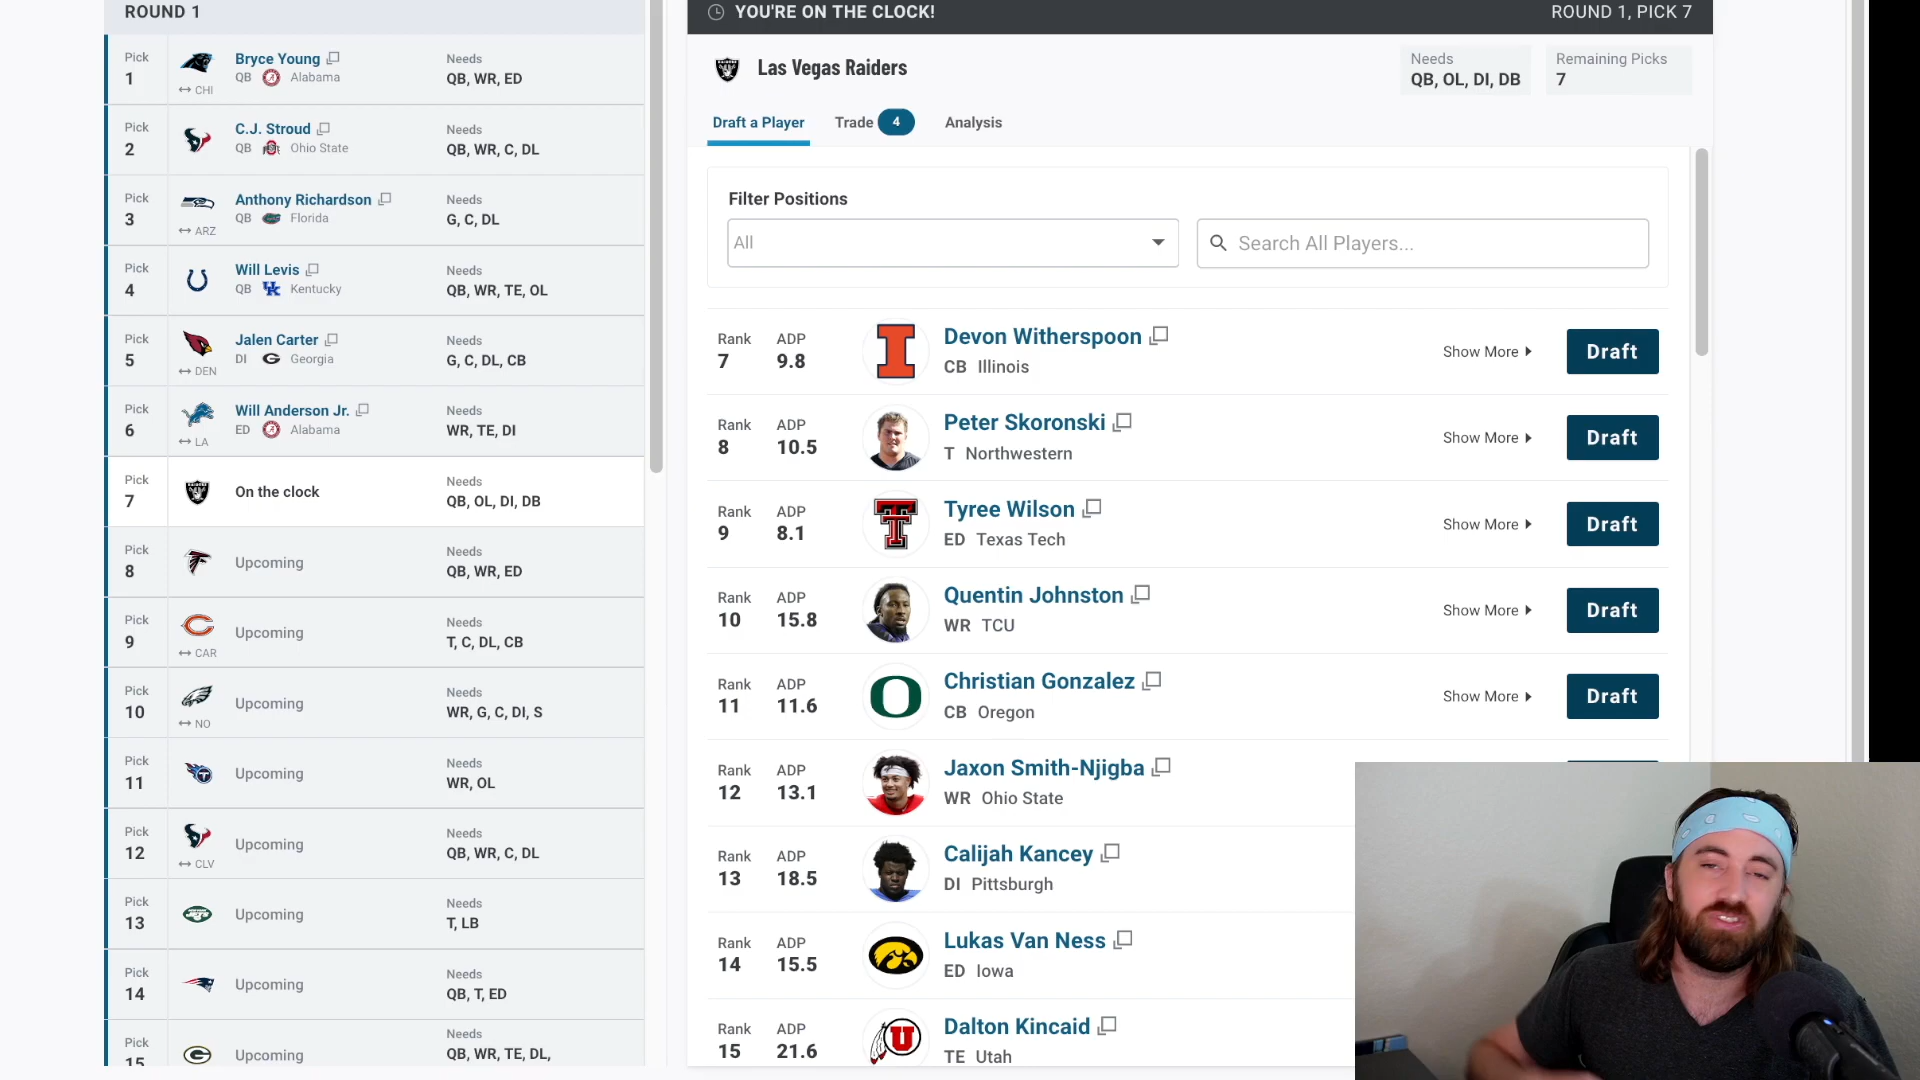 ROUND 1
Pick
1
CHI
Bryce Young
QB Alabama
Needs
QB, WR, ED
Pick
2
C.J. Stroud
QB Ohio State
Needs
QB, WR, C, DL
Pick
3
ARZ
Anthony Richardson
QB Florida
Needs
G, C, DL
Pick
4
Will Levis
QB Kentucky
Needs
QB, WR, TE, OL
Pick
5
DEN
Jalen Carter
DI Georgia
Needs
G, C, DL, CB
Pick
6
LA
Will Anderson Jr.
ED Alabama
Needs
WR, TE, DI
Pick
7
On the clock
Needs
QB, OL, DI, DB
Pick
8
Upcoming
Needs
QB, WR, ED
Pick
9
CAR
Upcoming
Needs
T, C, DL, CB
Pick
10
NO
Upcoming
Needs
WR, G, C, DI, S
Pick
11
Upcoming
Needs
WR, OL
Pick
12
CLV
Upcoming
Needs
QB, WR, C, DL
Pick
13
Upcoming
Needs
T, LB
Pick
14
Upcoming
Needs
QB, T, ED
Pick
15
Upcoming
Needs
QB, WR, TE, DL,
YOU'RE ON THE CLOCK!
ROUND 1, PICK 7
Las Vegas Raiders
Needs
QB, OL, DI, DB
Remaining Picks
7
Draft a Player
Trade 4
Analysis
Filter Positions
All
Search All Players...
Rank ADP
7 9.8
Devon Witherspoon
CB Illinois
Show More
Draft
Rank ADP
8 10.5
Peter Skoronski
T Northwestern
Show More
Draft
Rank ADP
9 8.1
Tyree Wilson
ED Texas Tech
Show More
Draft
Rank ADP
10 15.8
Quentin Johnston
WR TCU
Show More
Draft
Rank ADP
11 11.6
Christian Gonzalez
CB Oregon
Show More
Draft
Rank ADP
12 13.1
Jaxon Smith-Njigba
WR Ohio State
Rank ADP
13 18.5
Calijah Kancey
DI Pittsburgh
Rank ADP
14 15.5
Lukas Van Ness
ED Iowa
Rank ADP
15 21.6
Dalton Kincaid
TE Utah